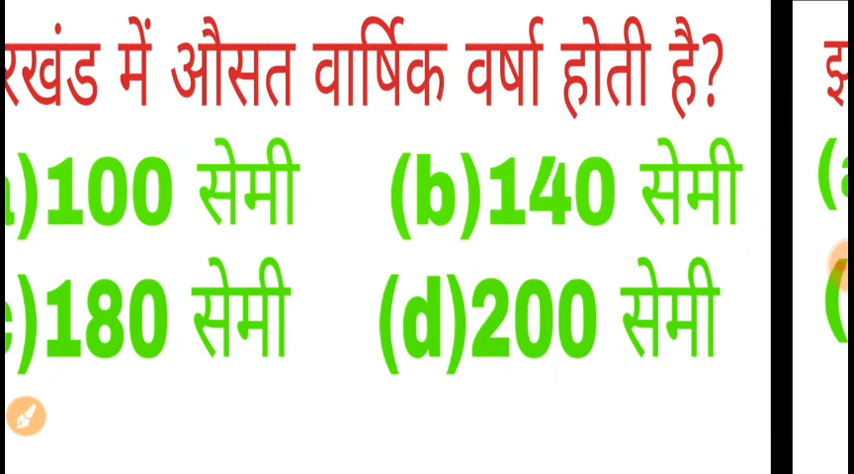 रखंड में औसत वार्षिक वर्षा होती है?
)100 सेमी (b)140 सेमी
)180 सेमी (d)200 सेमी